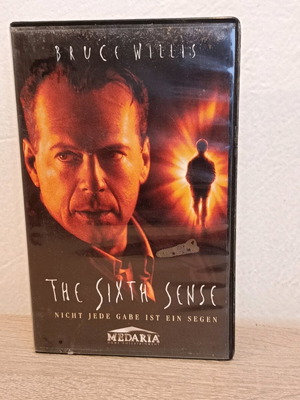 BRUCE WILLIS
THE SIXTH SENSE
NICHT JEDE GABE IST EIN SEGEN
MEDARIA